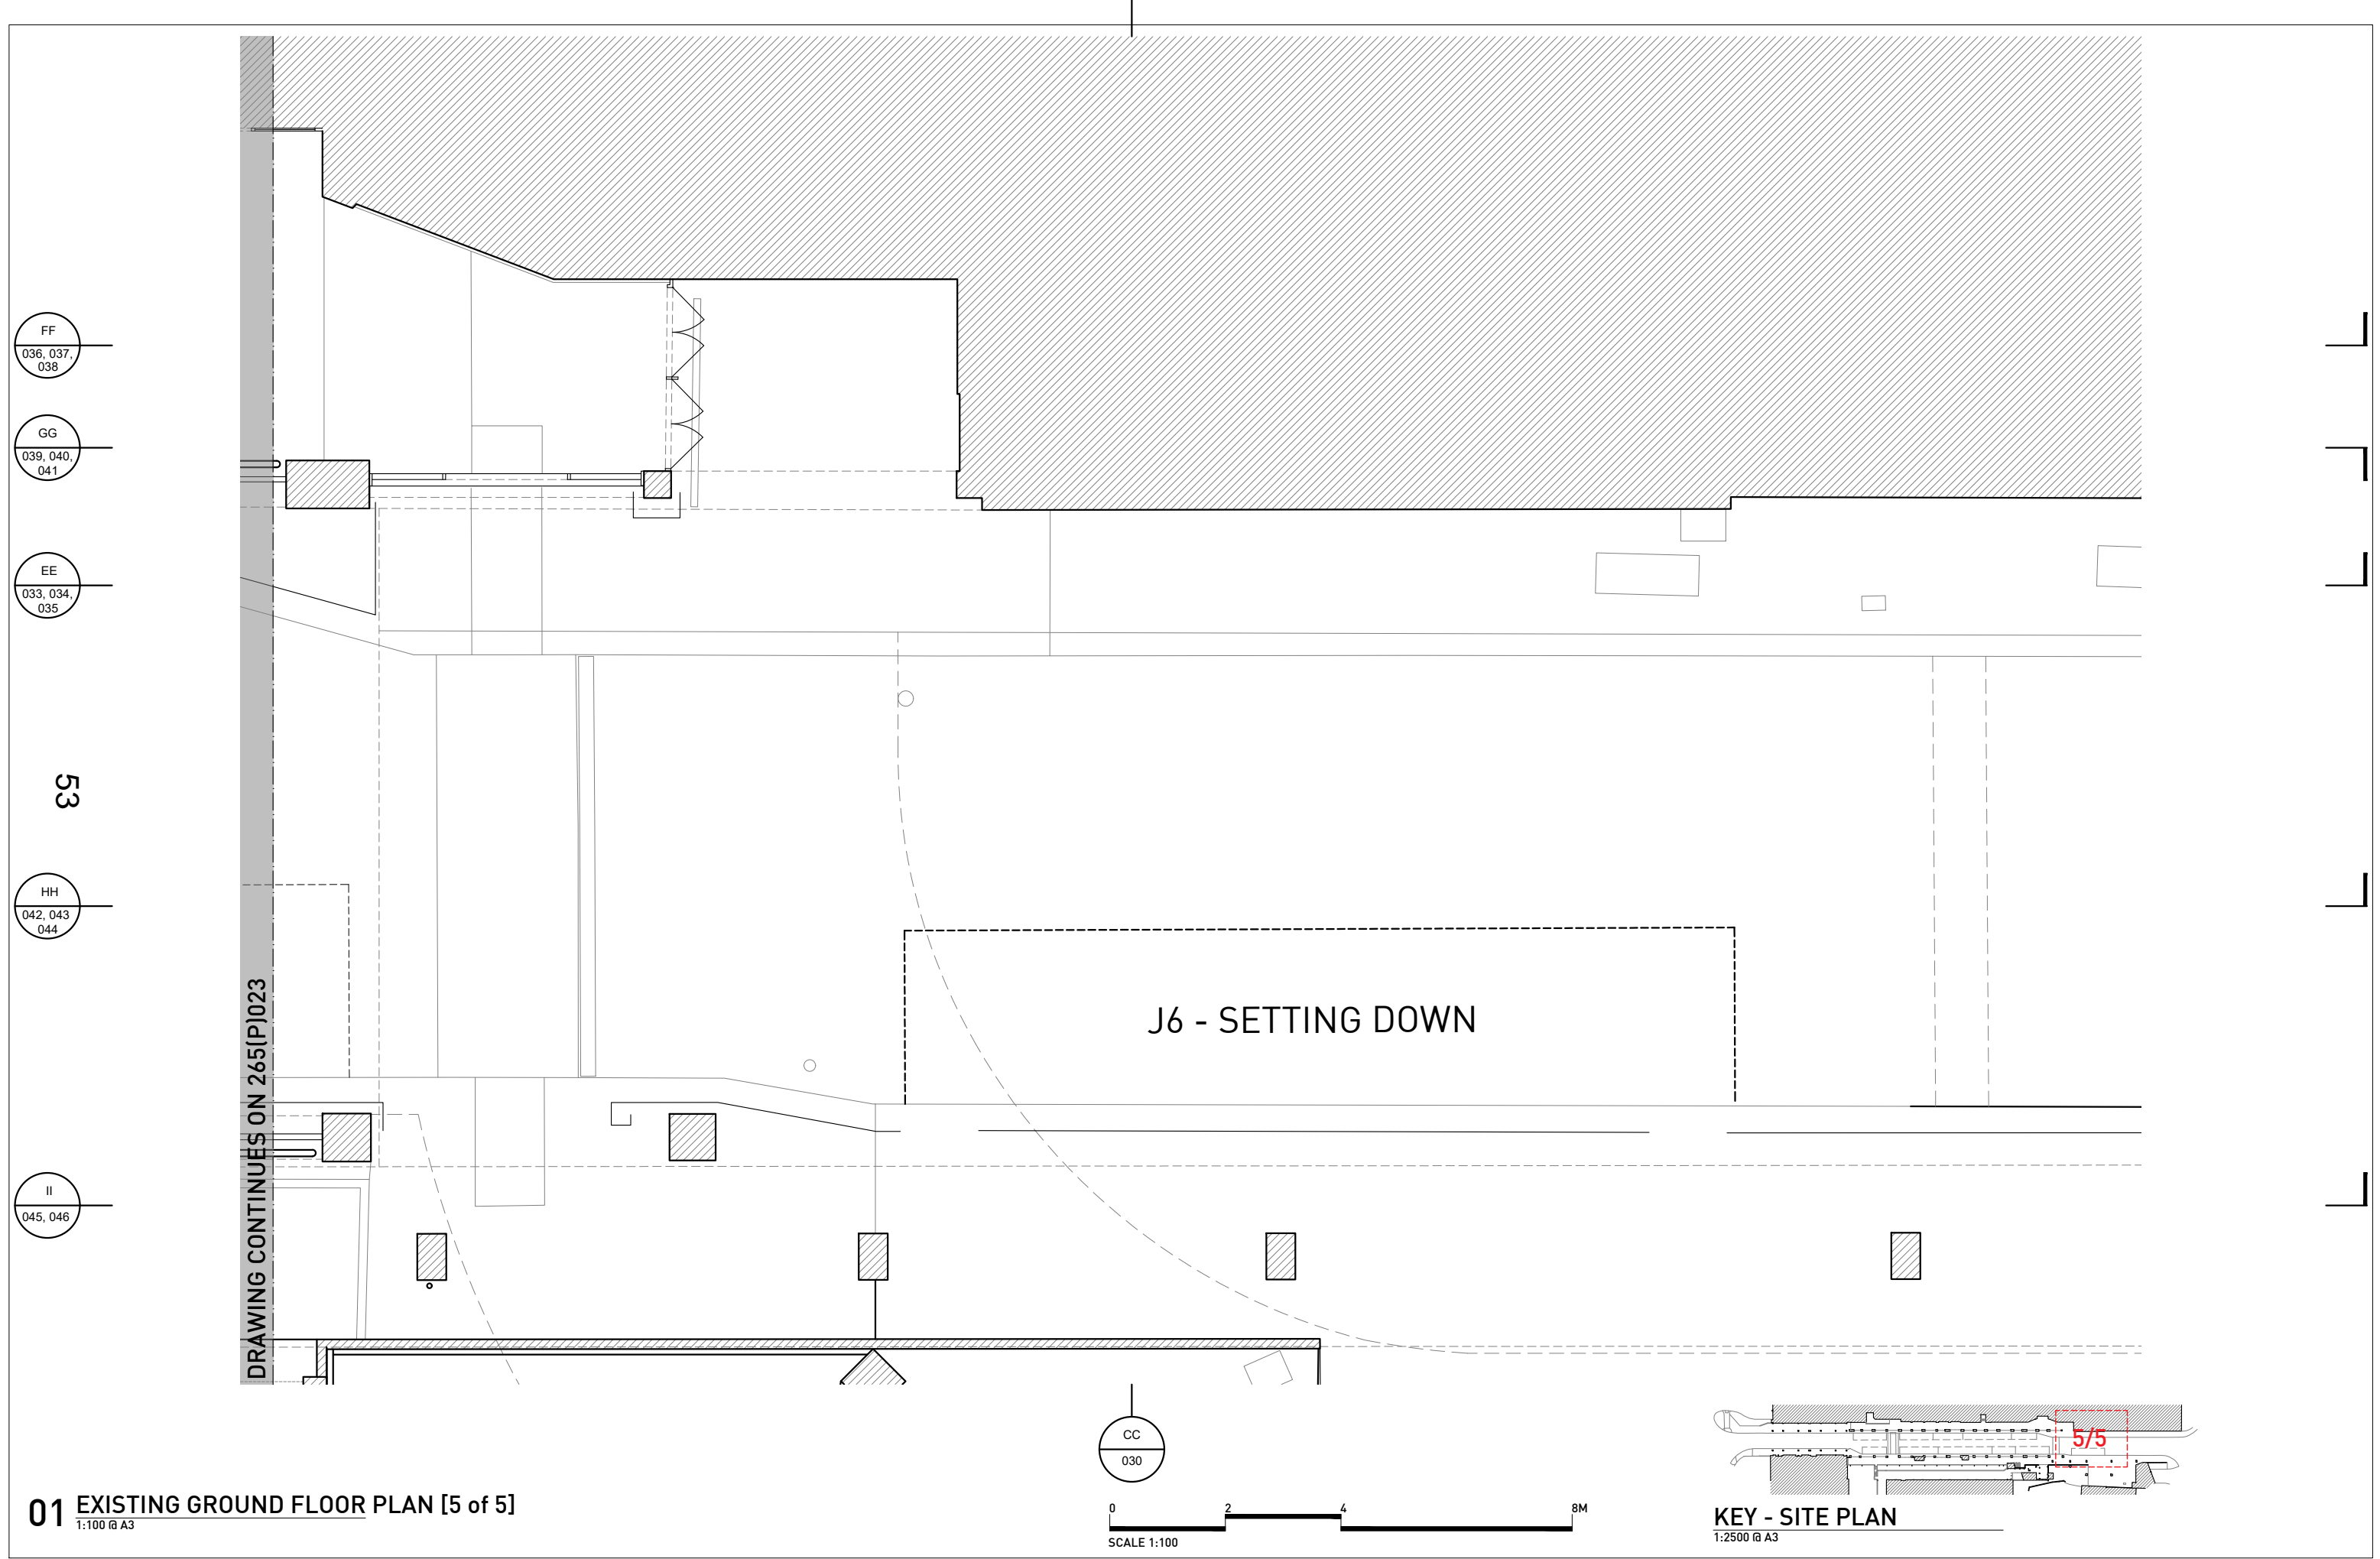 FF
036, 037,
038
GG
039, 040,
041
EE
033, 034,
035
53
HH
042, 043
044
J6 - SETTING DOWN
DRAWING CONTINUES ON 265(P)023
II
045, 046
CC
030
5/5
01 EXISTING GROUND FLOOR PLAN [5 of 5]
1:100 @ A3
0 2 4 8M
SCALE 1:100
KEY - SITE PLAN
1:2500 @ A3